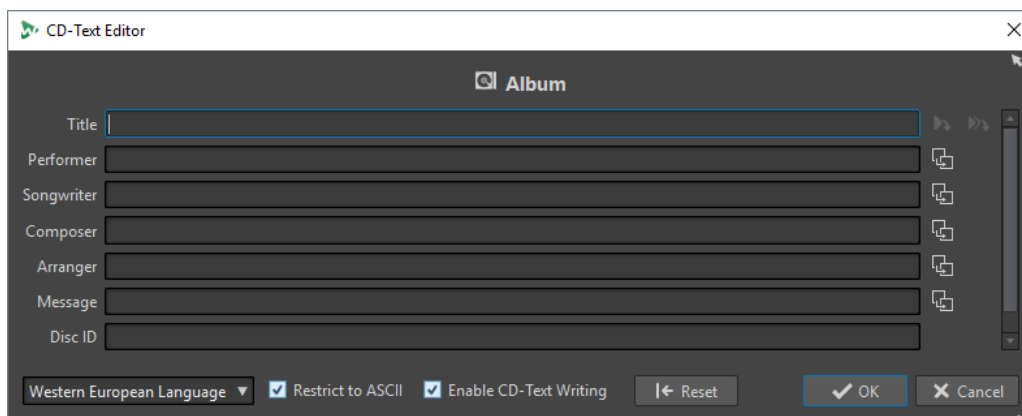 CD-Text Editor
Album
Title
Performer
Songwriter
Composer
Arranger
Message
Disc ID
Western European Language Restrict to ASCII Enable CD-Text Writing Reset OK Cancel